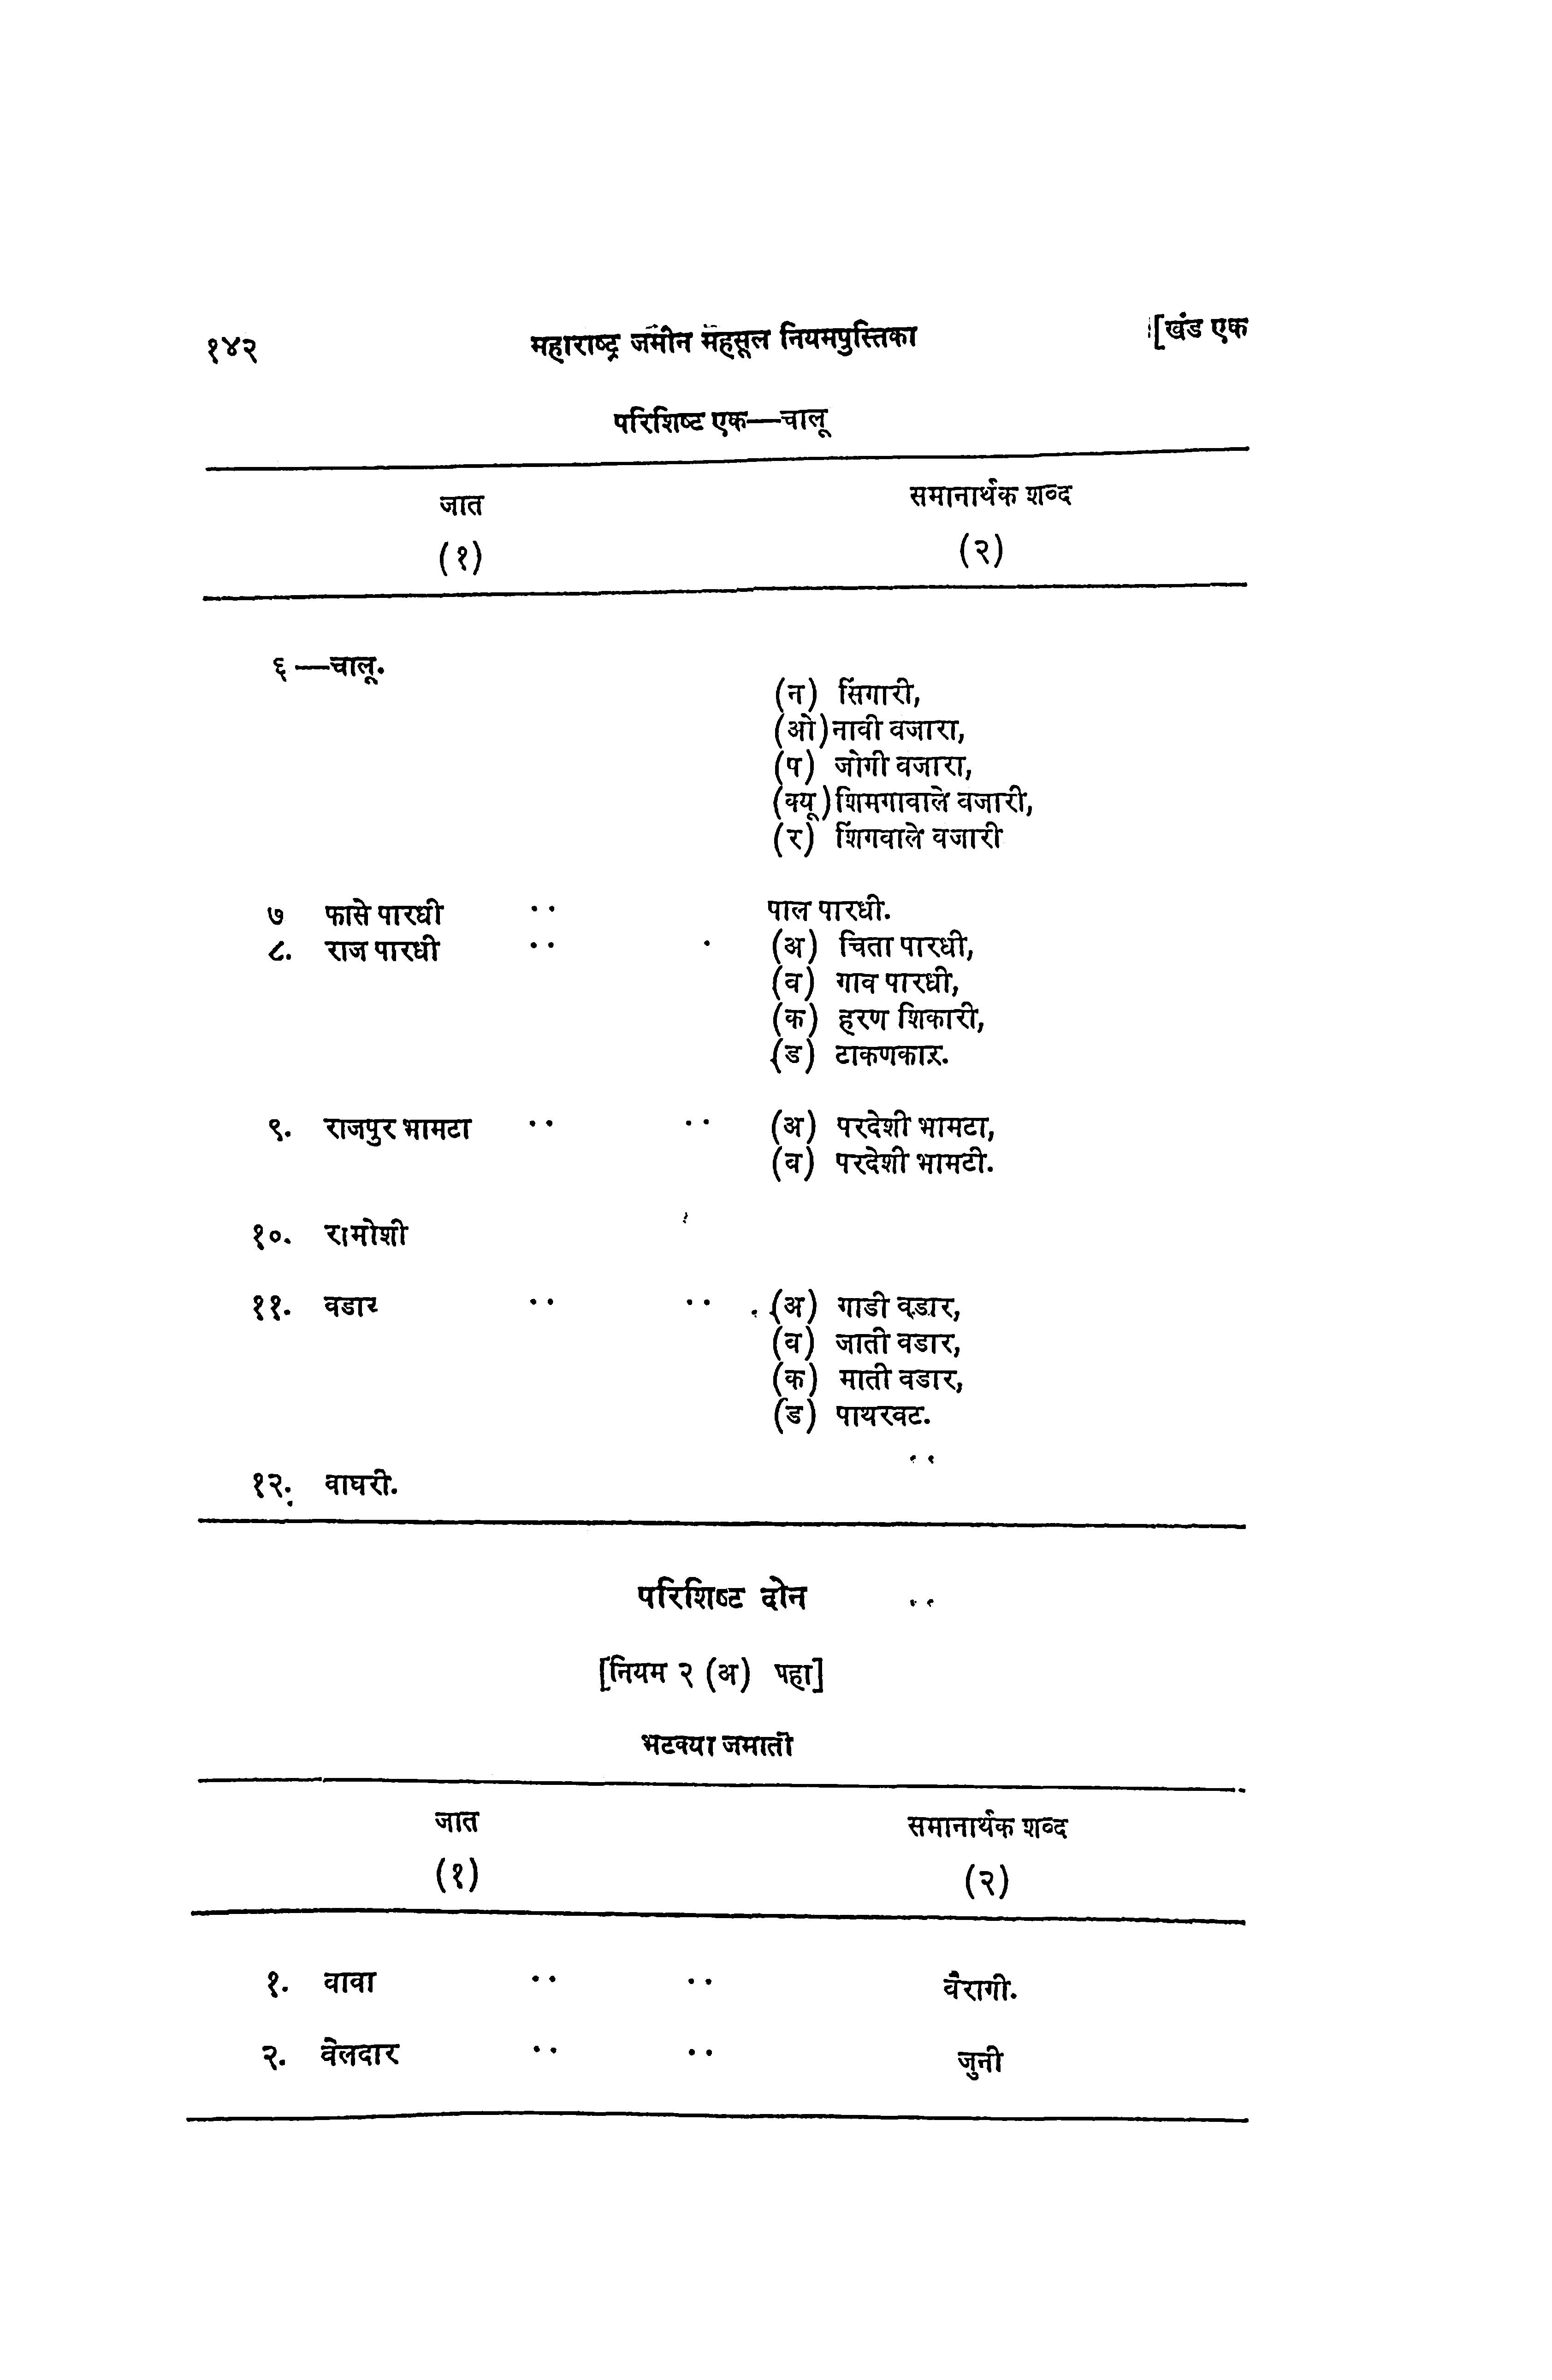 १४२ महाराष्ट्र जमीन महसूल नियमपुस्तिका [खंड एक
परिशिष्ट एक—चालू
जात समानार्थक शब्द
(१) (२)
६ —चालू.
(न) सिंगारी,
(ओ) नावी वजारा,
(प) जोगी वजारा,
(क्यू) शिमगावाले वजारी,
(र) शिंगवाले वजारी
७ फासे पारधी .. पाल पारधी.
८. राज पारधी .. . (अ) चिता पारधी,
(व) गाव पारधी,
(क) हरण शिकारी,
(ड) टाकणकार.
९. राजपुर भामटा .. .. (अ) परदेशी भामटा,
(व) परदेशी भामटी.
१०. रामोशी
११. वडार .. .. (अ) गाडी वडार,
(व) जाती वडार,
(क) माती वडार,
(ड) पाथरवट.
१२. वाघरी.
परिशिष्ट दोन
[नियम २ (अ) पहा]
भटक्या जमाती
जात समानार्थक शब्द
(१) (२)
१. वावा .. .. वैरागी.
२. वेलदार .. .. जुनी